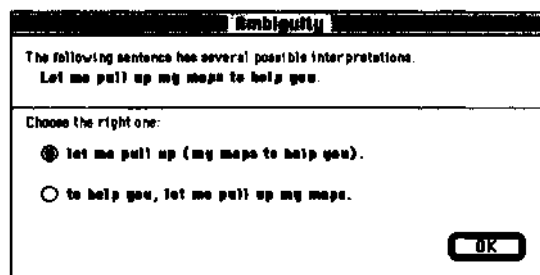 Ambiguity
The following sentence has several possible interpretations.
Let me pull up my maps to help you.
Choose the right one:
let me pull up (my maps to help you).
to help you, let me pull up my maps.
OK